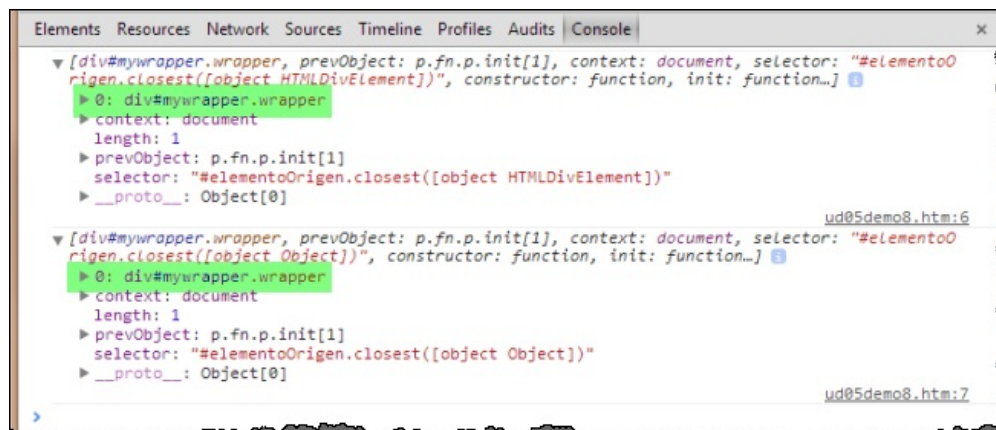 Elements Resources Network Sources Timeline Profiles Audits Console ×
▼ [div#mywrapper.wrapper, prevObject: p.fn.p.init[1], context: document, selector: "#elementoO
rigen.closest([object HTMLDivElement])", constructor: function, init: function…] i
▶ 0: div#mywrapper.wrapper
▶ context: document
length: 1
▶ prevObject: p.fn.p.init[1]
selector: "#elementoOrigen.closest([object HTMLDivElement])"
▶ __proto__: Object[0]
ud05demo8.htm:6
▼ [div#mywrapper.wrapper, prevObject: p.fn.p.init[1], context: document, selector: "#elementoO
rigen.closest([object Object])", constructor: function, init: function…] i
▶ 0: div#mywrapper.wrapper
▶ context: document
length: 1
▶ prevObject: p.fn.p.init[1]
selector: "#elementoOrigen.closest([object Object])"
▶ __proto__: Object[0]
ud05demo8.htm:7
>